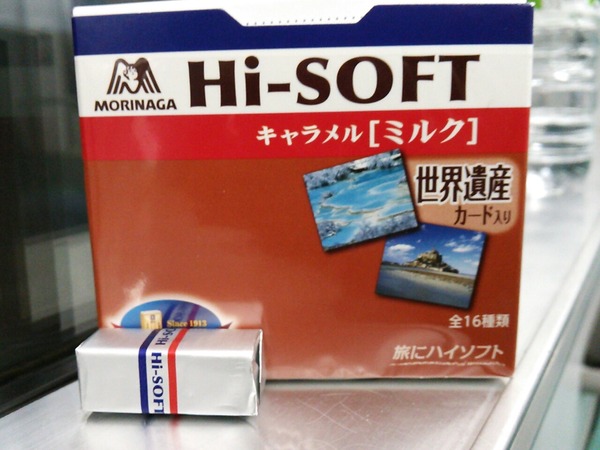 MORINAGA
Hi-SOFT
キャラメル[ミルク]
世界遺産
カード入り
全16種類
旅にハイソフト
Since 1913
Hi-SOFT